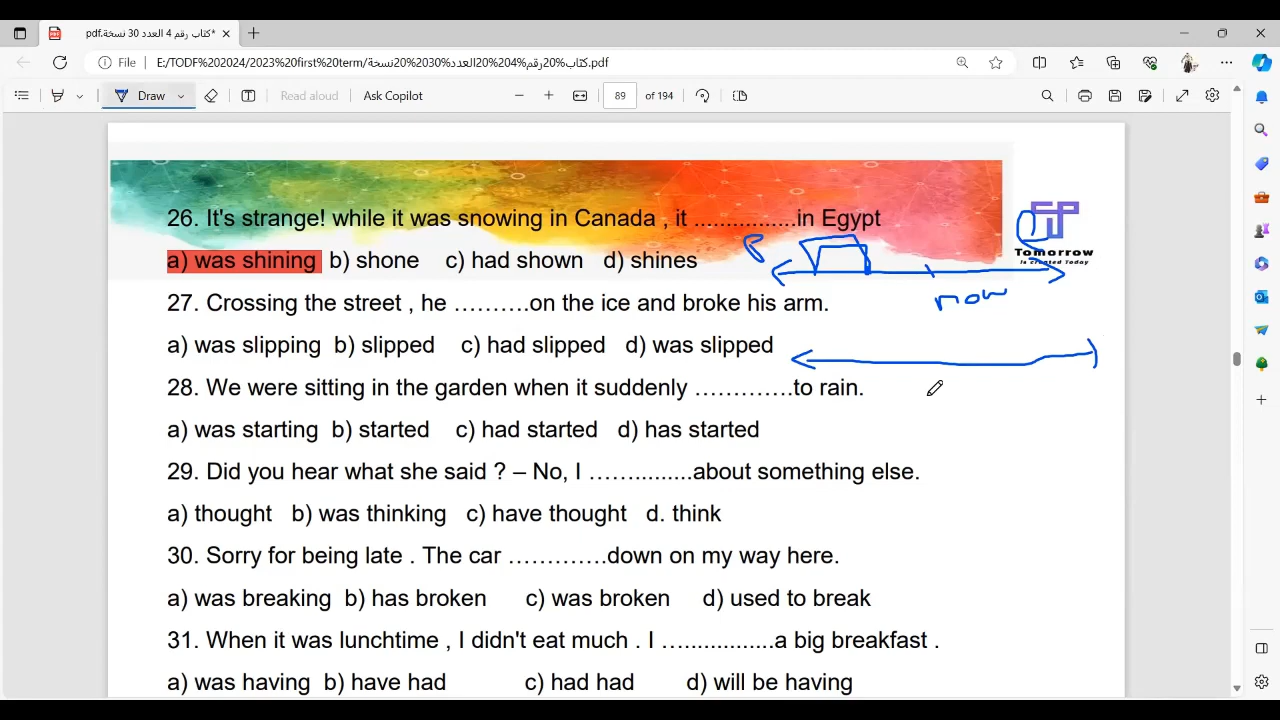 كتاب رقم 4 العدد 30 نسخة.pdf*
File E:/TODF%202024/2023%20first%20term/كتاب%20رقم%204%20العدد%2030%20نسخة.pdf
Draw Read aloud Ask Copilot 89 of 194
26. It's strange! while it was snowing in Canada , it ................in Egypt
a) was shining b) shone c) had shown d) shines
Tomorrow
is created Today
now
27. Crossing the street , he ……….on the ice and broke his arm.
a) was slipping b) slipped c) had slipped d) was slipped
28. We were sitting in the garden when it suddenly ………….to rain.
a) was starting b) started c) had started d) has started
29. Did you hear what she said ? – No, I …….........about something else.
a) thought b) was thinking c) have thought d. think
30. Sorry for being late . The car ………….down on my way here.
a) was breaking b) has broken c) was broken d) used to break
31. When it was lunchtime , I didn't eat much . I ….............a big breakfast .
a) was having b) have had c) had had d) will be having